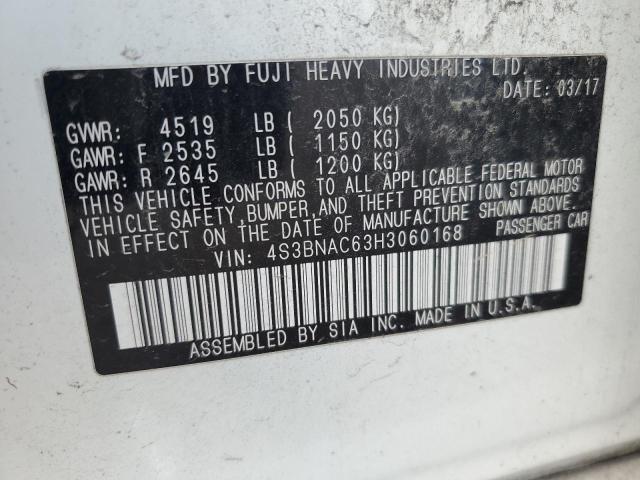 MFD BY FUJI HEAVY INDUSTRIES LTD.
DATE: 03/17
GVWR: 4519 LB ( 2050 KG)
GAWR: F 2535 LB ( 1150 KG)
GAWR: R 2645 LB ( 1200 KG)
THIS VEHICLE CONFORMS TO ALL APPLICABLE FEDERAL MOTOR
VEHICLE SAFETY, BUMPER, AND THEFT PREVENTION STANDARDS
IN EFFECT ON THE DATE OF MANUFACTURE SHOWN ABOVE.
VIN: 4S3BNAC63H3060168 PASSENGER CAR
ASSEMBLED BY SIA INC. MADE IN U.S.A.